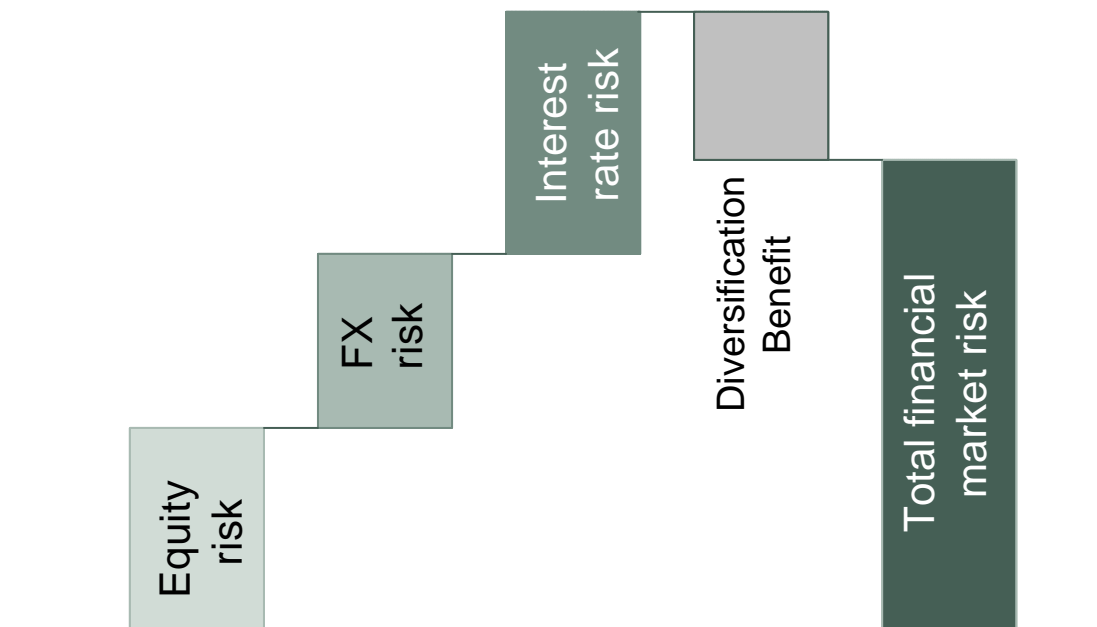 Equity
risk
FX
risk
Interest
rate risk
Diversification
Benefit
Total financial
market risk